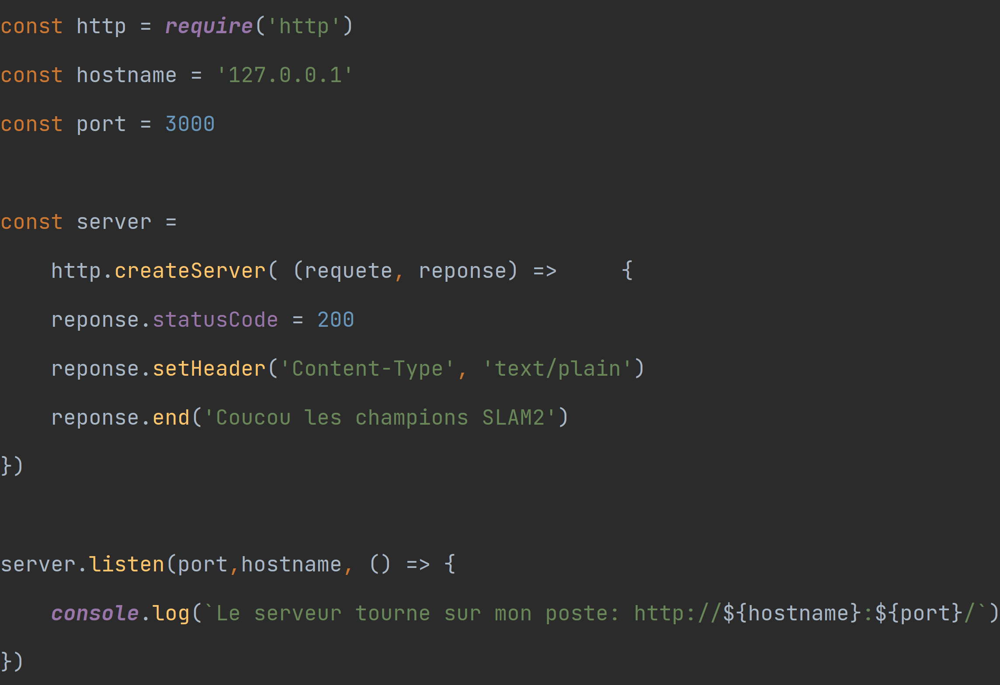 const http = require('http')
const hostname = '127.0.0.1'
const port = 3000
const server =
    http.createServer( (requete, reponse) =>     {
    reponse.statusCode = 200
    reponse.setHeader('Content-Type', 'text/plain')
    reponse.end('Coucou les champions SLAM2')
})
server.listen(port,hostname, () => {
    console.log(`Le serveur tourne sur mon poste: http://${hostname}:${port}/`)
})